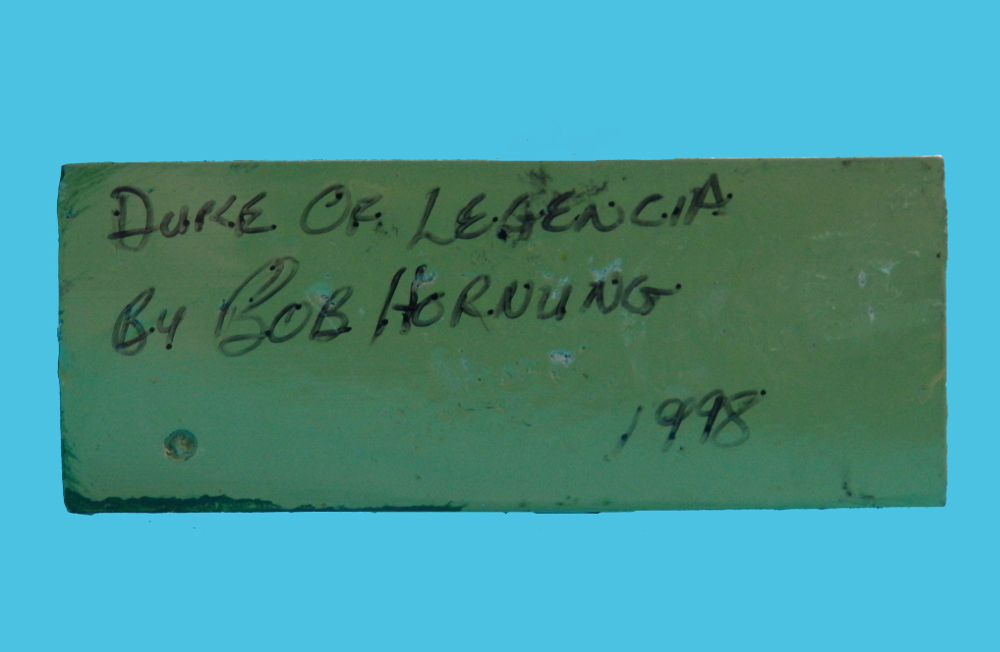 DUKE OF LEGENCIA
By BOB HORNUNG
1998